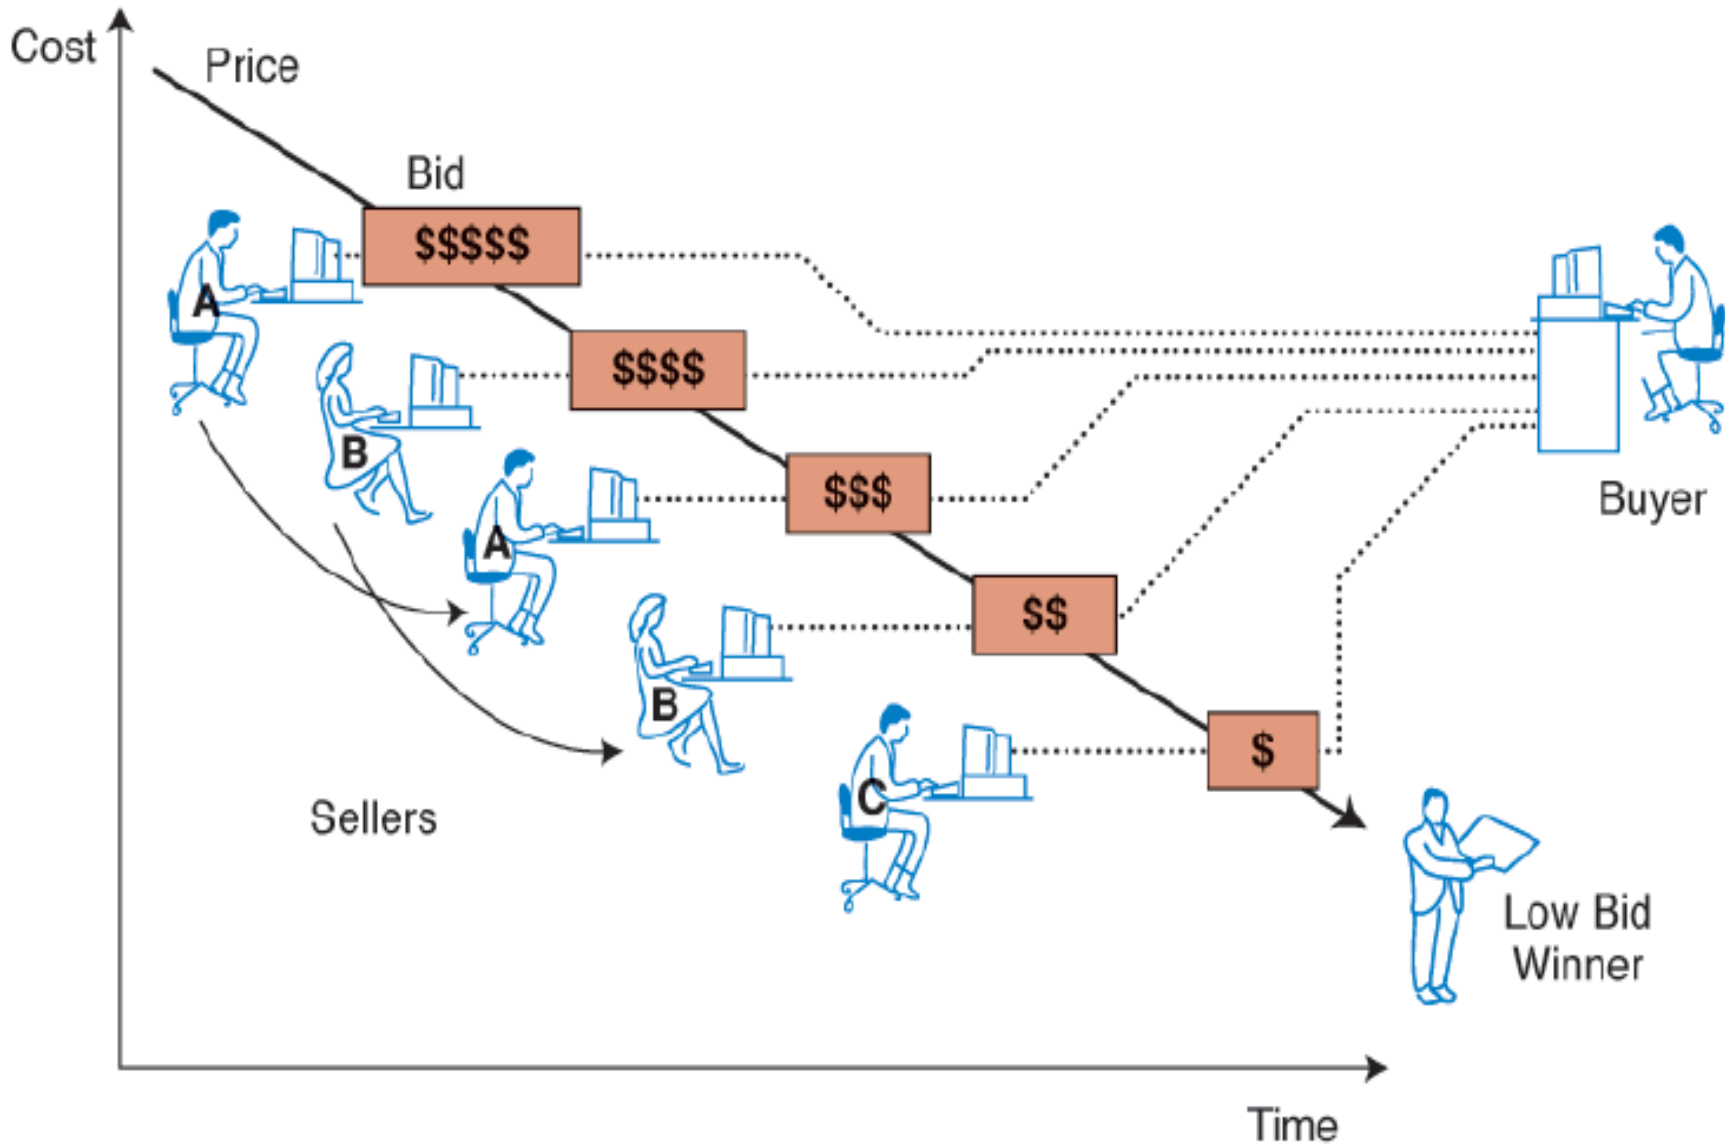 Cost
Price
Bid
$$$$$
A
$$$$
B
$$$
A
Buyer
$$
B
$
C
Sellers
Low Bid
Winner
Time